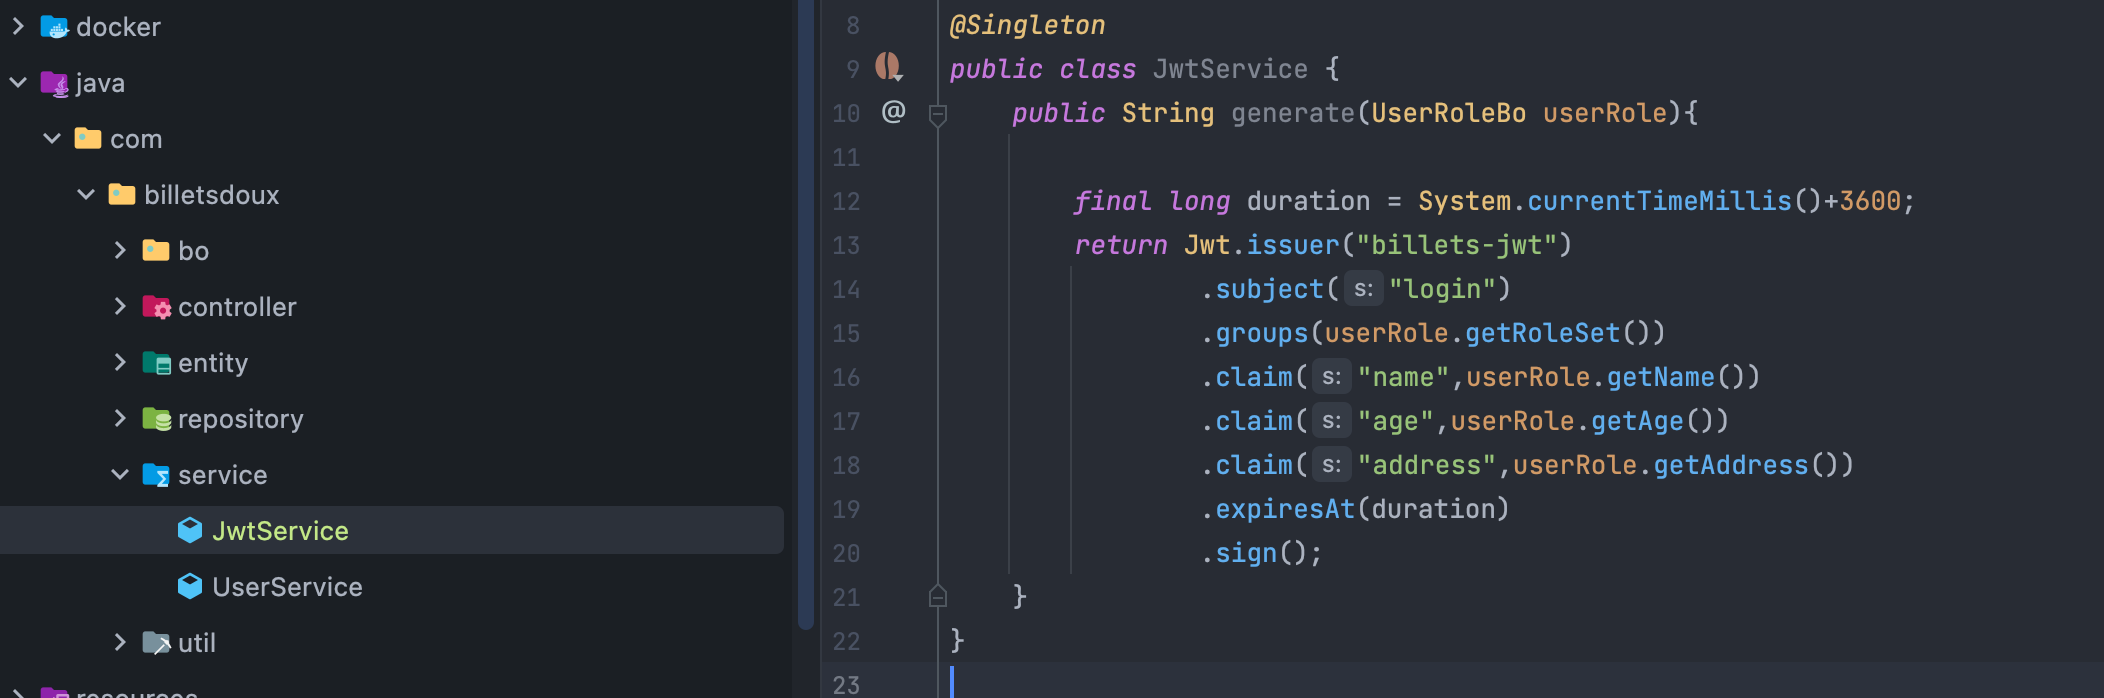 docker
java
com
billetsdoux
bo
controller
entity
repository
service
JwtService
UserService
util
resources
8 @Singleton
9 public class JwtService {
10 @ public String generate(UserRoleBo userRole){
11
12 final long duration = System.currentTimeMillis()+3600;
13 return Jwt.issuer("billets-jwt")
14 .subject( s: "login")
15 .groups(userRole.getRoleSet())
16 .claim( s: "name",userRole.getName())
17 .claim( s: "age",userRole.getAge())
18 .claim( s: "address",userRole.getAddress())
19 .expiresAt(duration)
20 .sign();
21 }
22 }
23